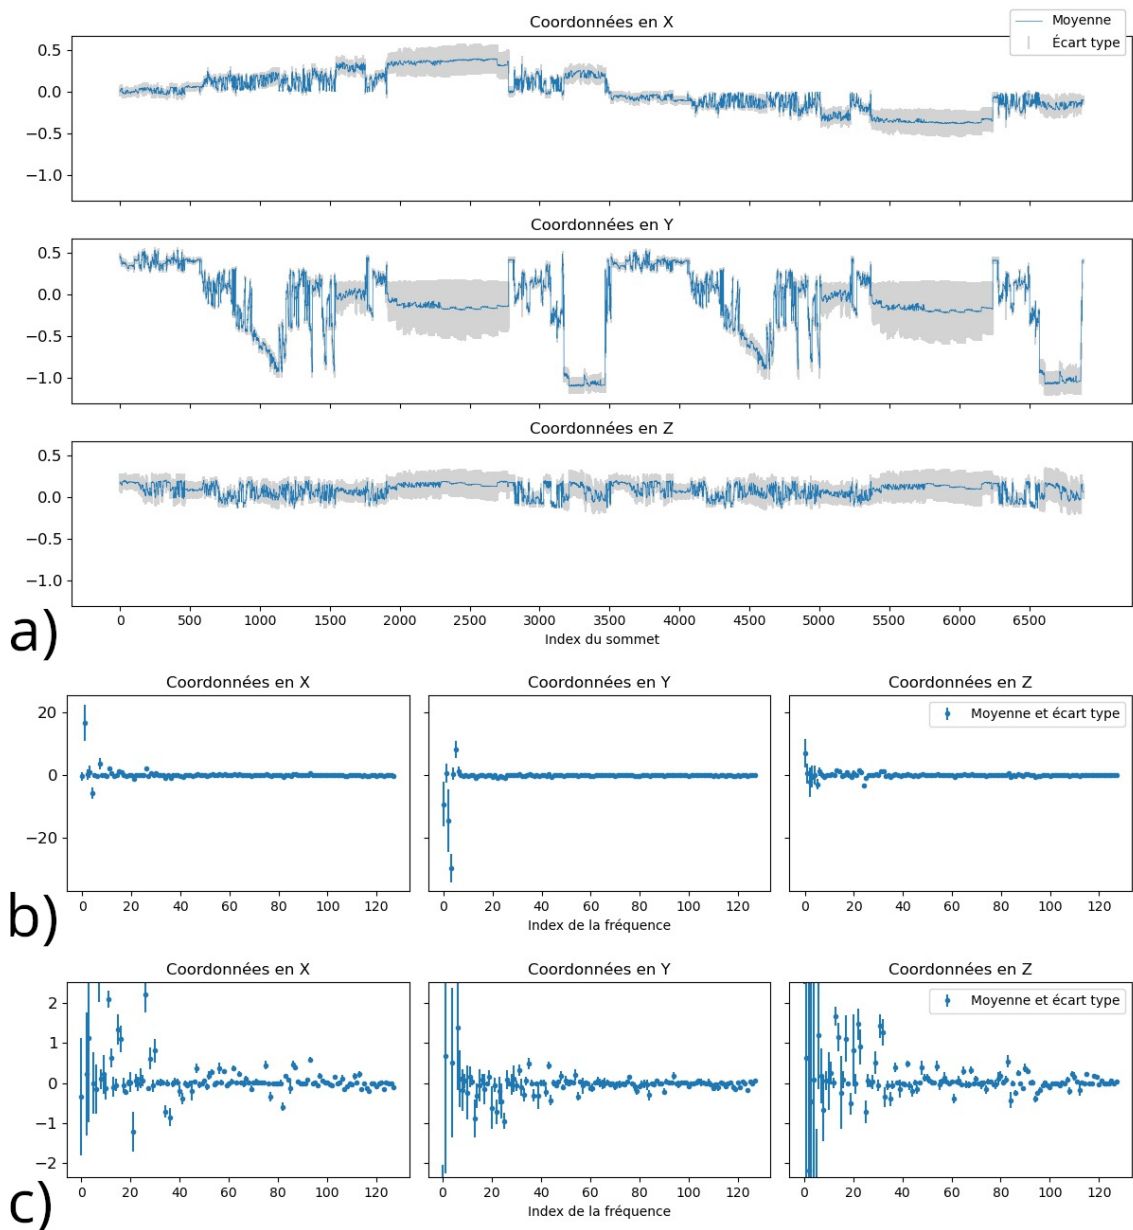 Coordonnées en X
Moyenne
Écart type
0.5
0.0
−0.5
−1.0
Coordonnées en Y
0.5
0.0
−0.5
−1.0
Coordonnées en Z
0.5
0.0
−0.5
−1.0
0 500 1000 1500 2000 2500 3000 3500 4000 4500 5000 5500 6000 6500
Index du sommet
a)
Coordonnées en X Coordonnées en Y Coordonnées en Z
Moyenne et écart type
20
0
−20
0 20 40 60 80 100 120 0 20 40 60 80 100 120 0 20 40 60 80 100 120
Index de la fréquence
b)
Coordonnées en X Coordonnées en Y Coordonnées en Z
Moyenne et écart type
2
1
0
−1
−2
0 20 40 60 80 100 120 0 20 40 60 80 100 120 0 20 40 60 80 100 120
Index de la fréquence
c)